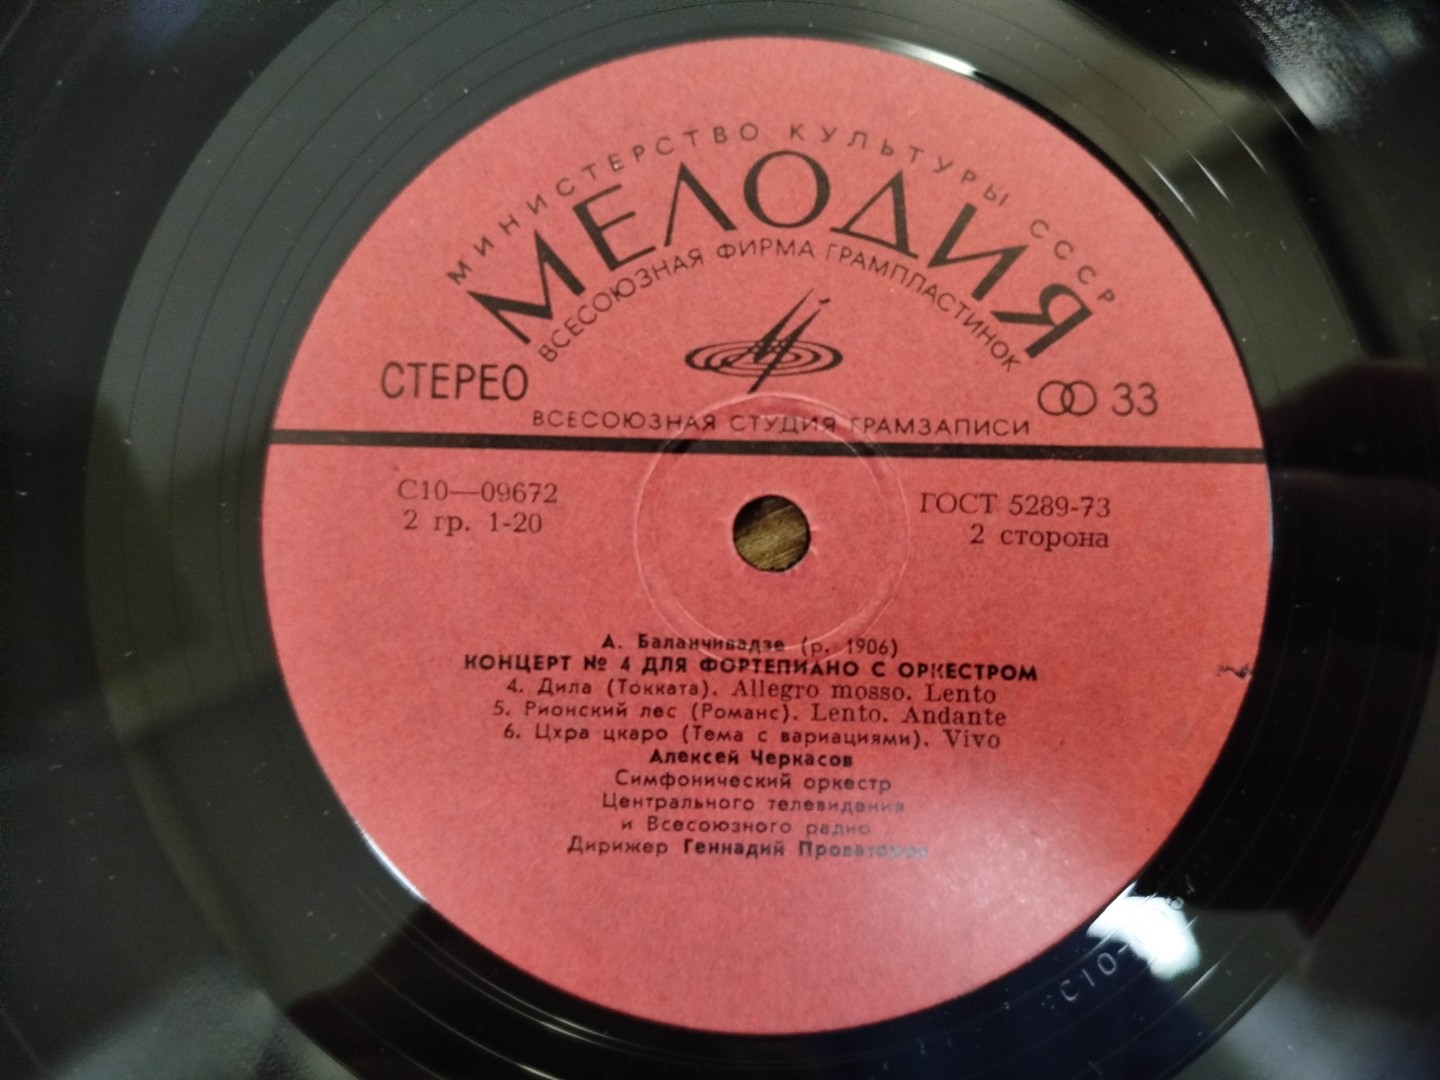 МИНИСТЕРСТВО КУЛЬТУРЫ СССР
МЕЛОДИЯ
ВСЕСОЮЗНАЯ ФИРМА ГРАМПЛАСТИНОК
СТЕРЕО
33
ВСЕСОЮЗНАЯ СТУДИЯ ГРАМЗАПИСИ
С10—09672
ГОСТ 5289-73
2 гр. 1-20
2 сторона
А. Баланчивадзе (р. 1906)
КОНЦЕРТ № 4 ДЛЯ ФОРТЕПИАНО С ОРКЕСТРОМ
4. Дила (Токката). Allegro mosso. Lento
5. Рионский лес (Романс). Lento. Andante
6. Цхра цкаро (Тема с вариациями). Vivo
Алексей Черкасов
Симфонический оркестр
Центрального телевидения
и Всесоюзного радио
Дирижер Геннадий Проваторов